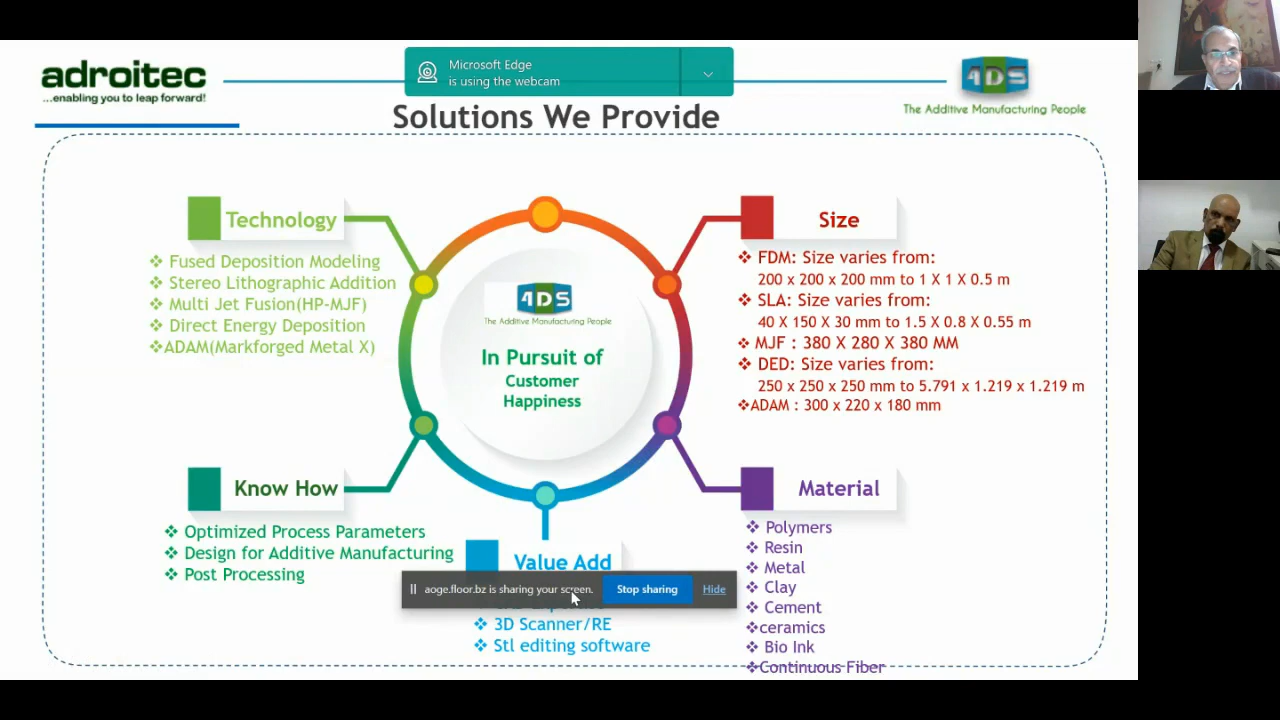 adroitec
...enabling you to leap forward!
Microsoft Edge
is using the webcam
4DS
The Additive Manufacturing People
Solutions We Provide
Technology
Fused Deposition Modeling
Stereo Lithographic Addition
Multi Jet Fusion(HP-MJF)
Direct Energy Deposition
ADAM(Markforged Metal X)
Size
FDM: Size varies from:
200 x 200 x 200 mm to 1 X 1 X 0.5 m
SLA: Size varies from:
40 X 150 X 30 mm to 1.5 X 0.8 X 0.55 m
MJF : 380 X 280 X 380 MM
DED: Size varies from:
250 x 250 x 250 mm to 5.791 x 1.219 x 1.219 m
ADAM : 300 x 220 x 180 mm
4DS
The Additive Manufacturing People
In Pursuit of
Customer
Happiness
Know How
Optimized Process Parameters
Design for Additive Manufacturing
Post Processing
Value Add
aoge.floor.bz is sharing your screen.
Stop sharing
Hide
3D Scanner/RE
Stl editing software
Material
Polymers
Resin
Metal
Clay
Cement
ceramics
Bio Ink
Continuous Fiber